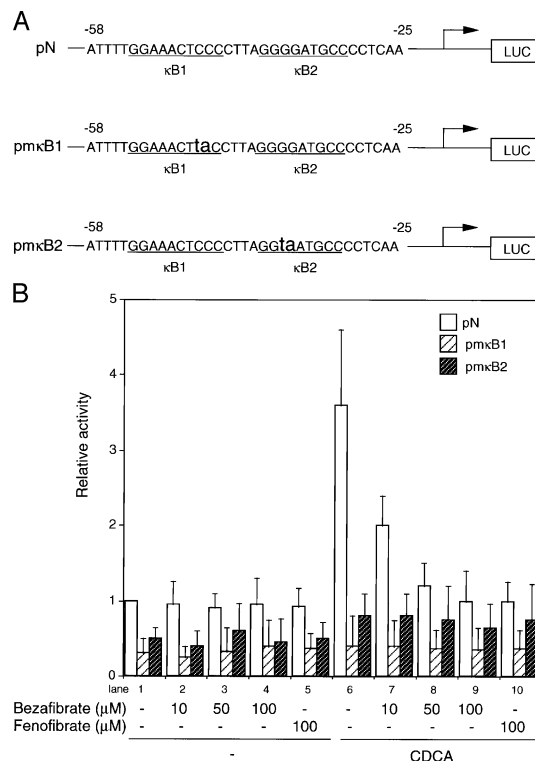 A
-58 -25
pN ATTTTGGAAACTCCCCTTAGGGGATGCCCCTCAA LUC
κB1 κB2
-58 -25
pmκB1 ATTTTGGAAACTtaCCTTAGGGGATGCCCCTCAA LUC
κB1 κB2
-58 -25
pmκB2 ATTTTGGAAACTCCCCTTAGGtaATGCCCCTCAA LUC
κB1 κB2
B
5
4
3
2
1
0
Relative activity
pN
pmκB1
pmκB2
lane 1 2 3 4 5 6 7 8 9 10
Bezafibrate (μM) - 10 50 100 - - 10 50 100 -
Fenofibrate (μM) - - - - 100 - - - - 100
- CDCA